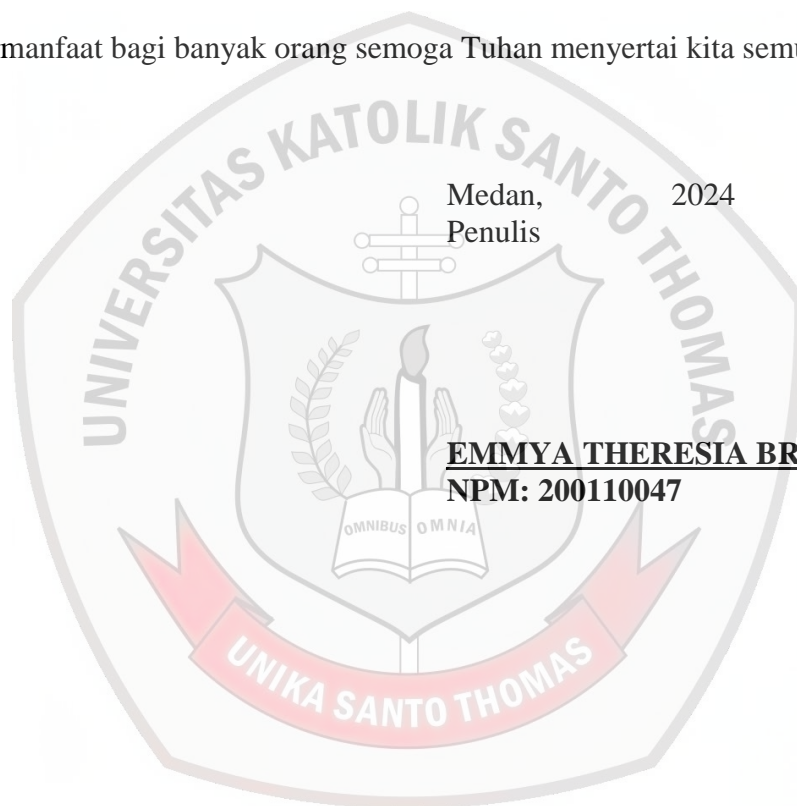 manfaat bagi banyak orang semoga Tuhan menyertai kita
UNIVERSITAS KATOLIK SANTO THOMAS
Medan, 2024
Penulis
EMMYA THERESIA BR
NPM: 200110047
OMNIBUS OMNIA
UNIKA SANTO THOMAS